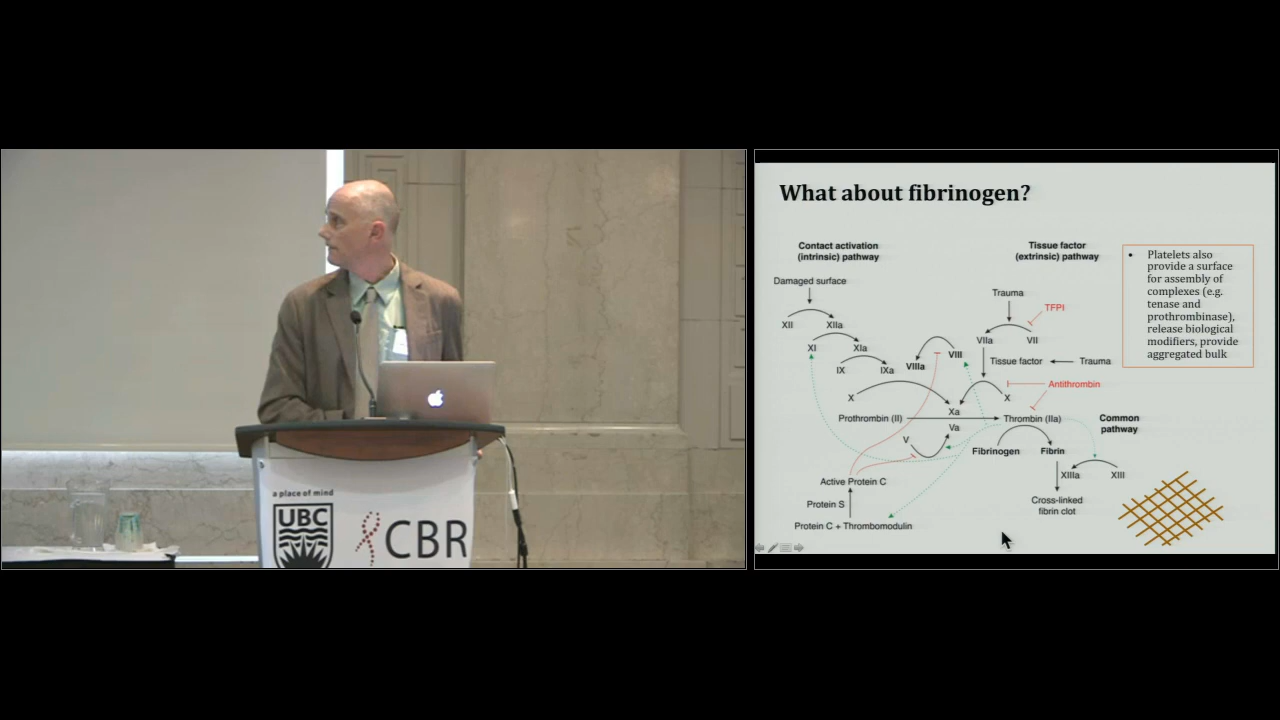 a place of mind
UBC
CBR
What about fibrinogen?
Contact activation
(intrinsic) pathway
Tissue factor
(extrinsic) pathway
Damaged surface
Trauma
TFPI
XII
XIIa
VIIa
VII
XI
XIa
VIIIa
VIII
Tissue factor
Trauma
IX
IXa
Antithrombin
X
X
Xa
Prothrombin (II)
Thrombin (IIa)
Common
pathway
Va
V
Fibrinogen
Fibrin
XIIIa
XIII
Active Protein C
Cross-linked
fibrin clot
Protein S
Protein C + Thrombomodulin
• Platelets also
provide a surface
for assembly of
complexes (e.g.
tenase and
prothrombinase),
release biological
modifiers, provide
aggregated bulk